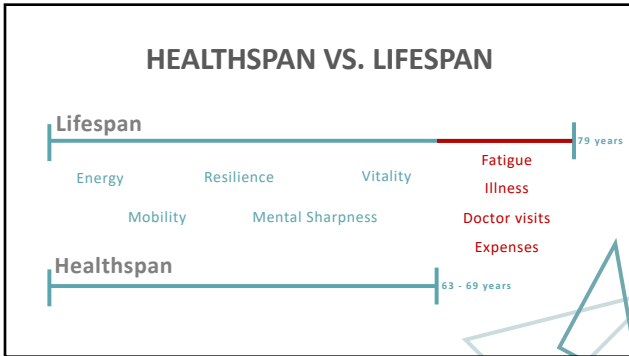 HEALTHSPAN VS. LIFESPAN
Lifespan
79 years
Energy Resilience Vitality
Mobility Mental Sharpness
Fatigue
Illness
Doctor visits
Expenses
Healthspan
63 - 69 years